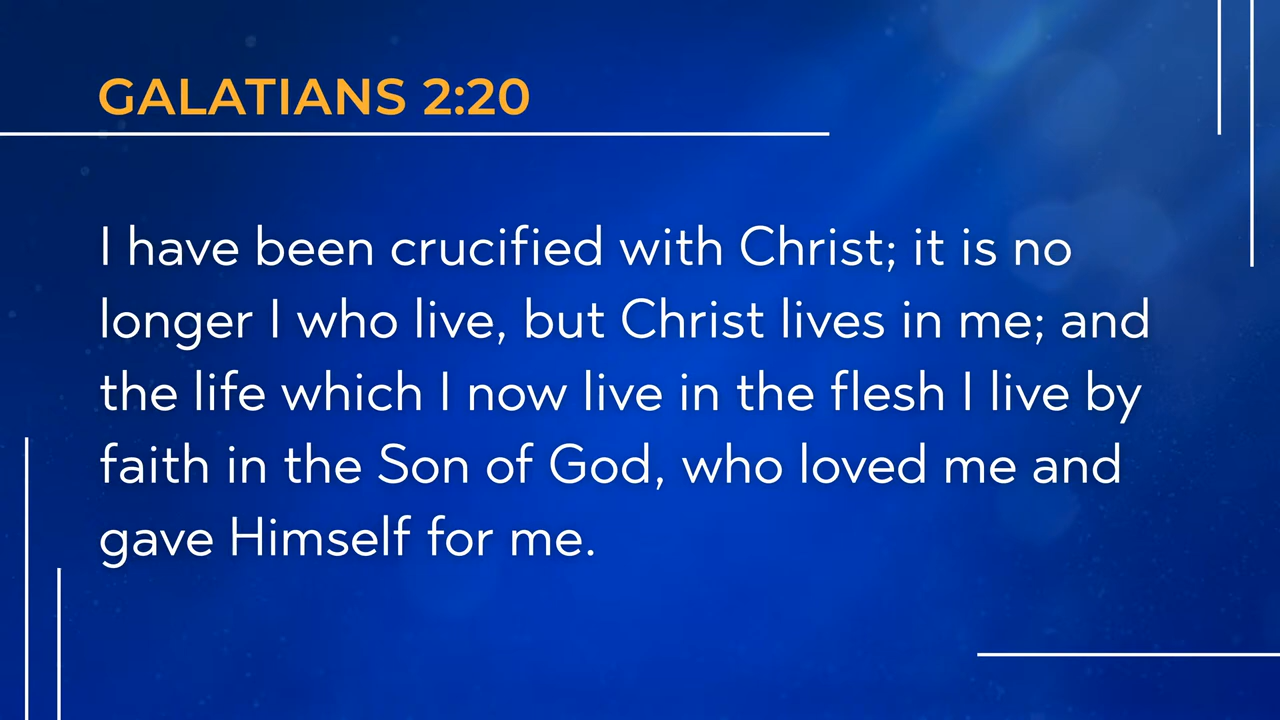 GALATIANS 2:20
I have been crucified with Christ; it is no
longer I who live, but Christ lives in me; and
the life which I now live in the flesh I live by
faith in the Son of God, who loved me and
gave Himself for me.